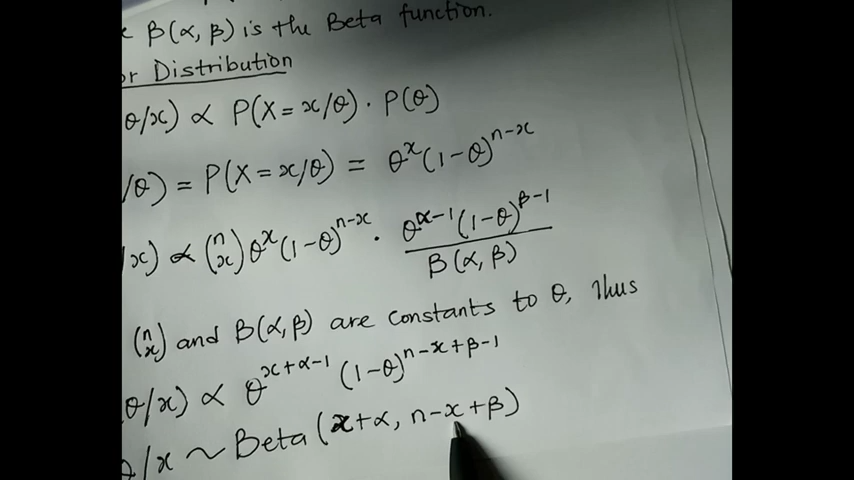 β(α, β) is the Beta function.
or Distribution
θ/x) ∝ P(X = x/θ) · P(θ)
/θ) = P(X = x/θ) = θ^x (1-θ)^{n-x}
x) ∝ (n x) θ^x (1-θ)^{n-x} · θ^{α-1} (1-θ)^{β-1} / β(α, β)
(n x) and B(α, β) are constants to θ, thus
θ/x) ∝ θ^{x+α-1} (1-θ)^{n-x+β-1}
θ/x ~ Beta (x+α, n-x+β)